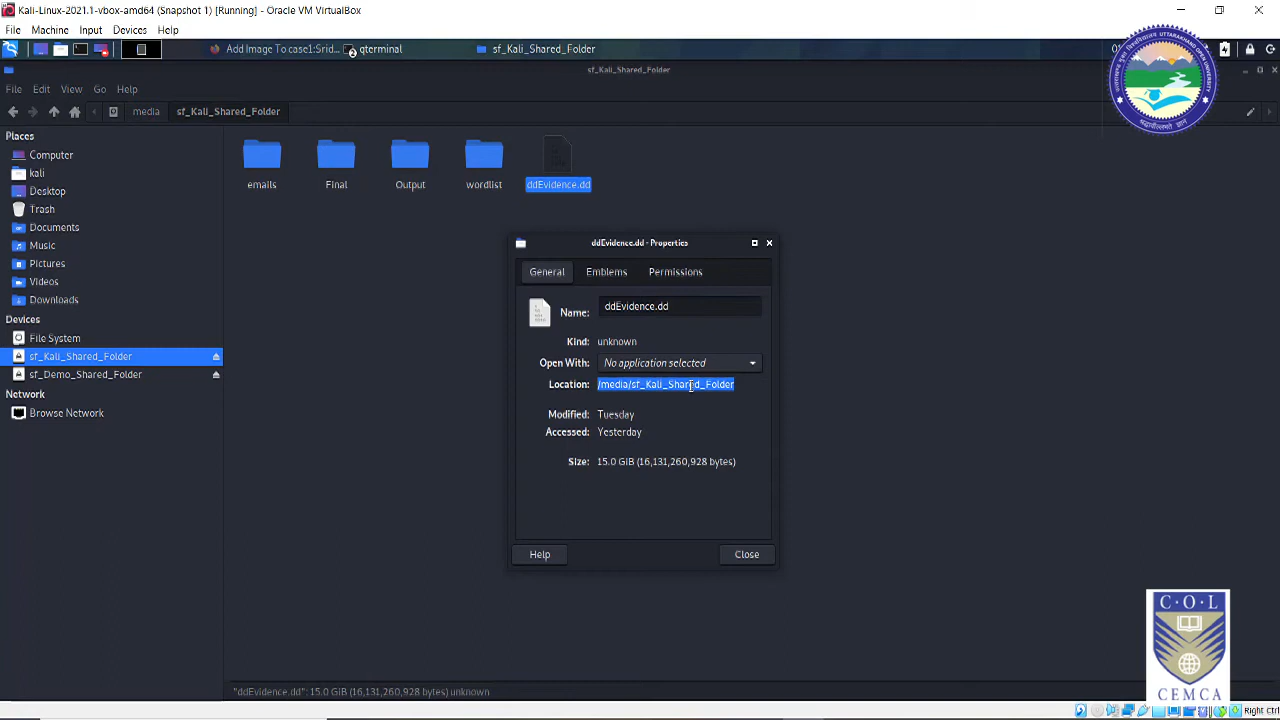 Kali-Linux-2021.1-vbox-amd64 (Snapshot 1) [Running] - Oracle VM VirtualBox
File Machine Input Devices Help
Add Image To case1:Srid... 2 qterminal sf_Kali_Shared_Folder
sf_Kali_Shared_Folder
File Edit View Go Help
media sf_Kali_Shared_Folder
Places
Computer
kali
Desktop
Trash
Documents
Music
Pictures
Videos
Downloads
Devices
File System
sf_Kali_Shared_Folder
sf_Demo_Shared_Folder
Network
Browse Network
emails Final Output wordlist ddEvidence.dd
ddEvidence.dd - Properties
General Emblems Permissions
Name: ddEvidence.dd
Kind: unknown
Open With: No application selected
Location: /media/sf_Kali_Shared_Folder
Modified: Tuesday
Accessed: Yesterday
Size: 15.0 GiB (16,131,260,928 bytes)
Help Close
"ddEvidence.dd": 15.0 GiB (16,131,260,928 bytes) unknown
UTTARAKHAND OPEN UNIVERSITY
C·O·L
CEMCA
Right Ctrl